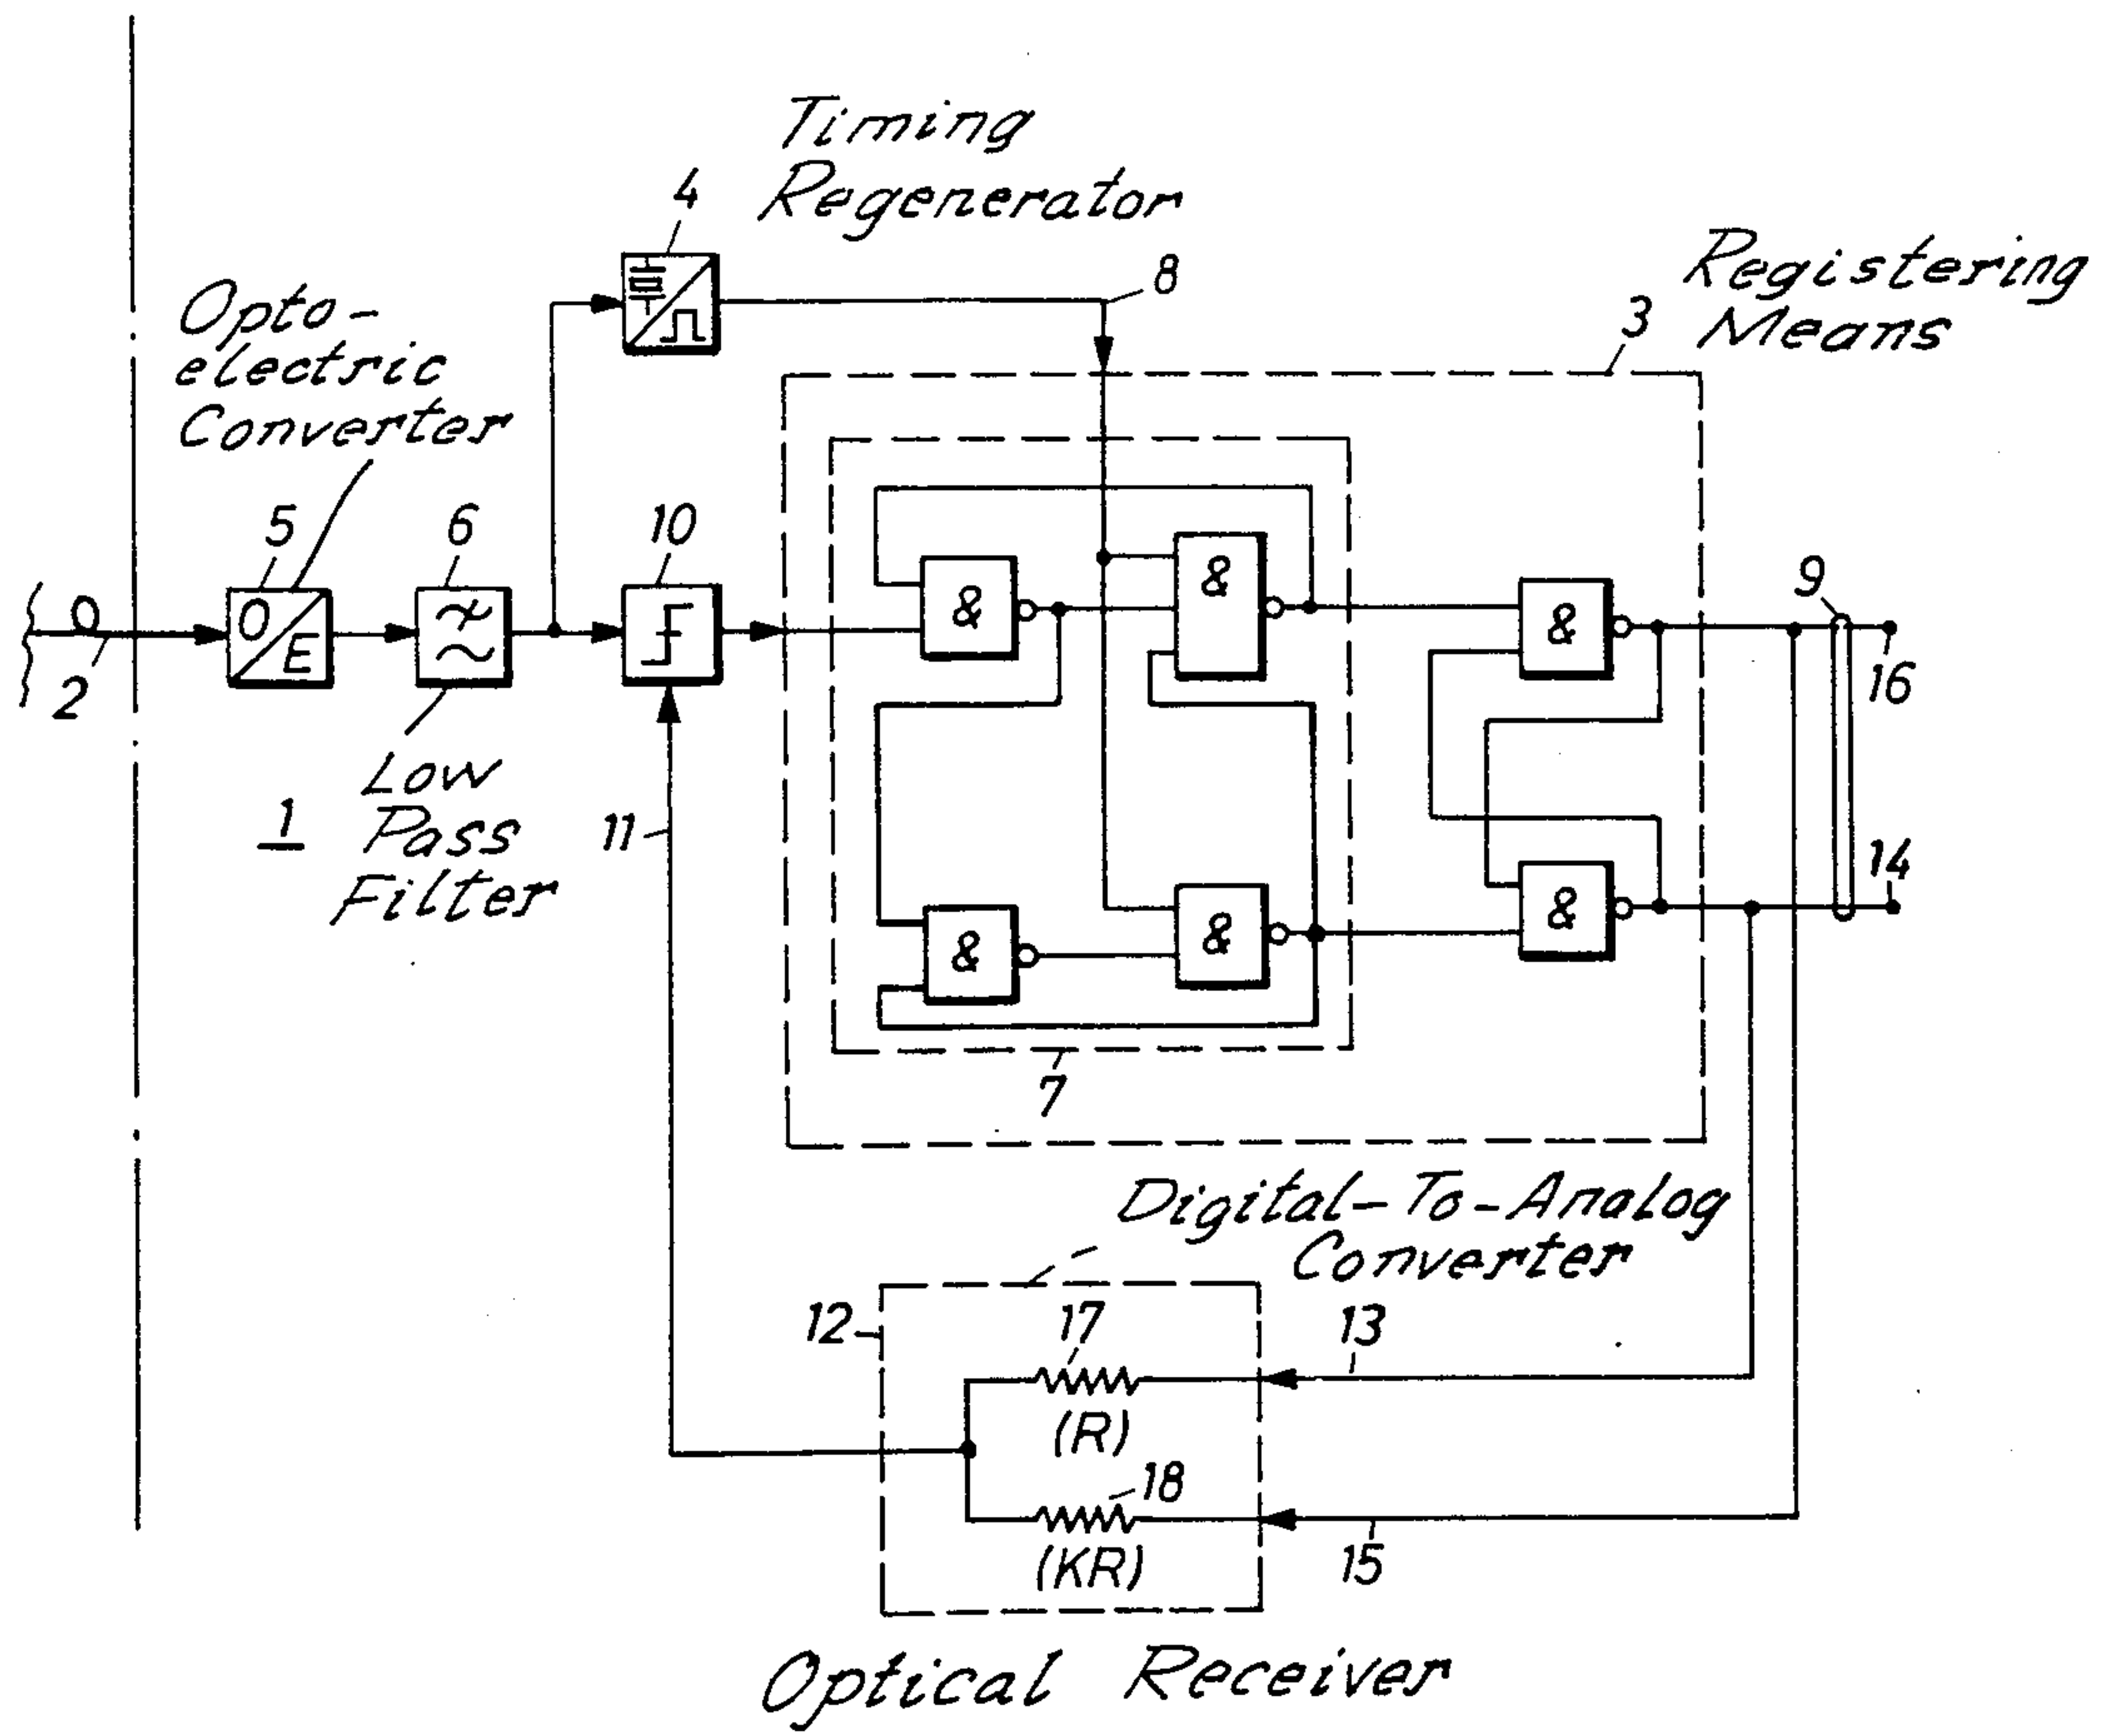 Timing
Regenerator
4
8
Registering
Means
3
Opto-
electric
Converter
5
6
10
O
E
&
&
&
9
16
2
Low
Pass
Filter
1
11
&
&
&
14
7
Digital-To-Analog
Converter
12
17
13
(R)
18
(KR)
15
Optical Receiver